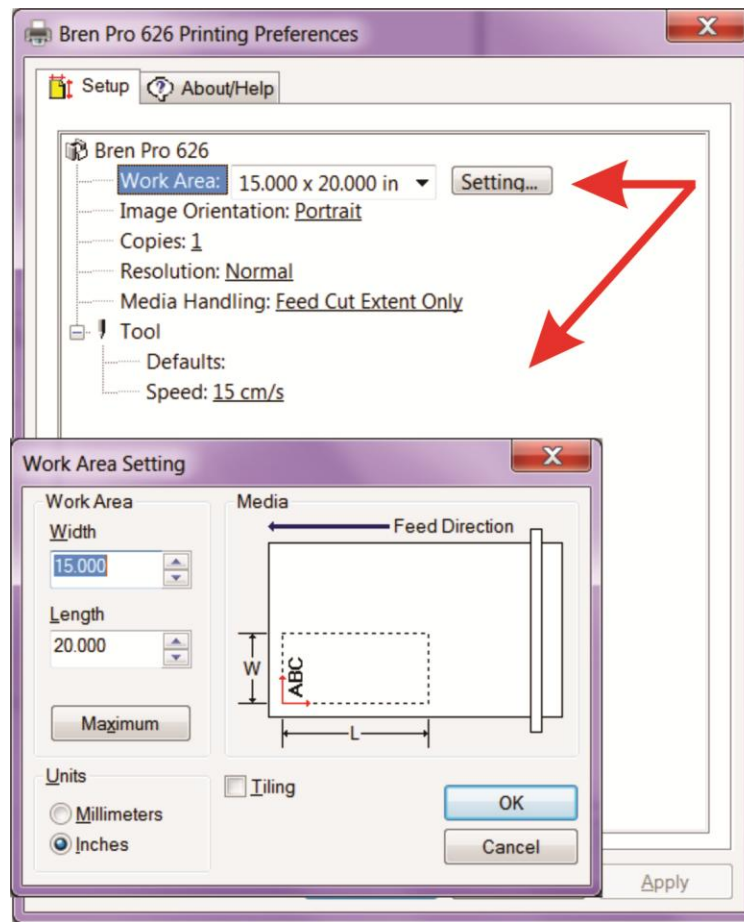 Bren Pro 626 Printing Preferences
Setup About/Help
Bren Pro 626
Work Area: 15.000 x 20.000 in Setting...
Image Orientation: Portrait
Copies: 1
Resolution: Normal
Media Handling: Feed Cut Extent Only
Tool
Defaults:
Speed: 15 cm/s
Work Area Setting
Work Area
Width
15.000
Length
20.000
Maximum
Units
Millimeters
Inches
Media
Feed Direction
W
ABC
L
Tiling
OK
Cancel
Apply